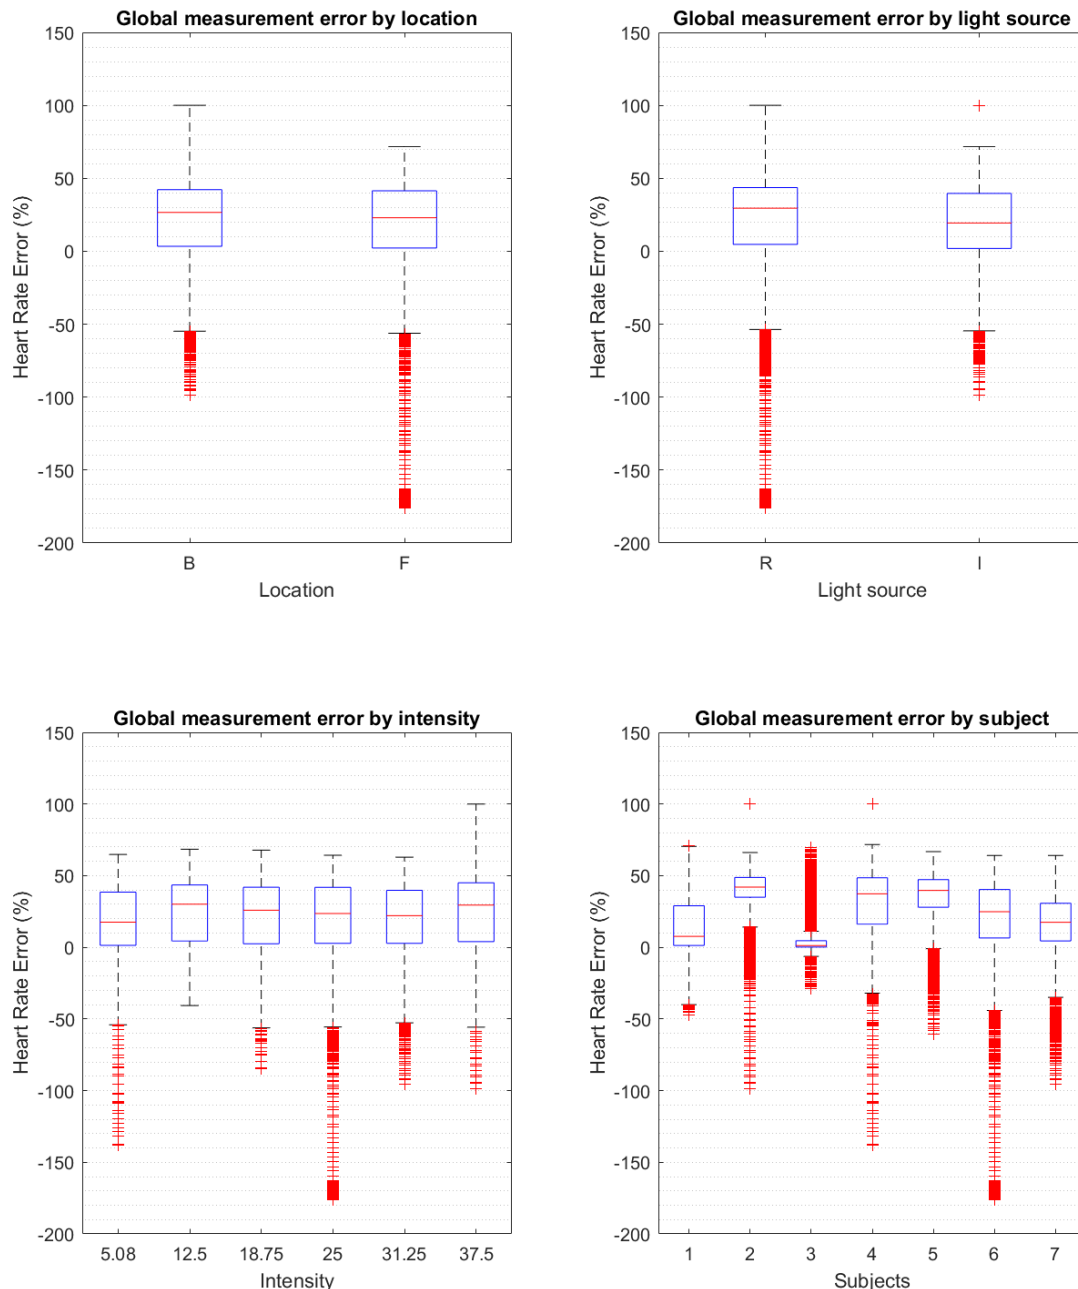 Global measurement error by location
150
100
50
0
-50
-100
-150
-200
Heart Rate Error (%)
B F
Location
Global measurement error by light source
150
100
50
0
-50
-100
-150
-200
Heart Rate Error (%)
R I
Light source
Global measurement error by intensity
150
100
50
0
-50
-100
-150
-200
Heart Rate Error (%)
5.08 12.5 18.75 25 31.25 37.5
Intensity
Global measurement error by subject
150
100
50
0
-50
-100
-150
-200
Heart Rate Error (%)
1 2 3 4 5 6 7
Subjects